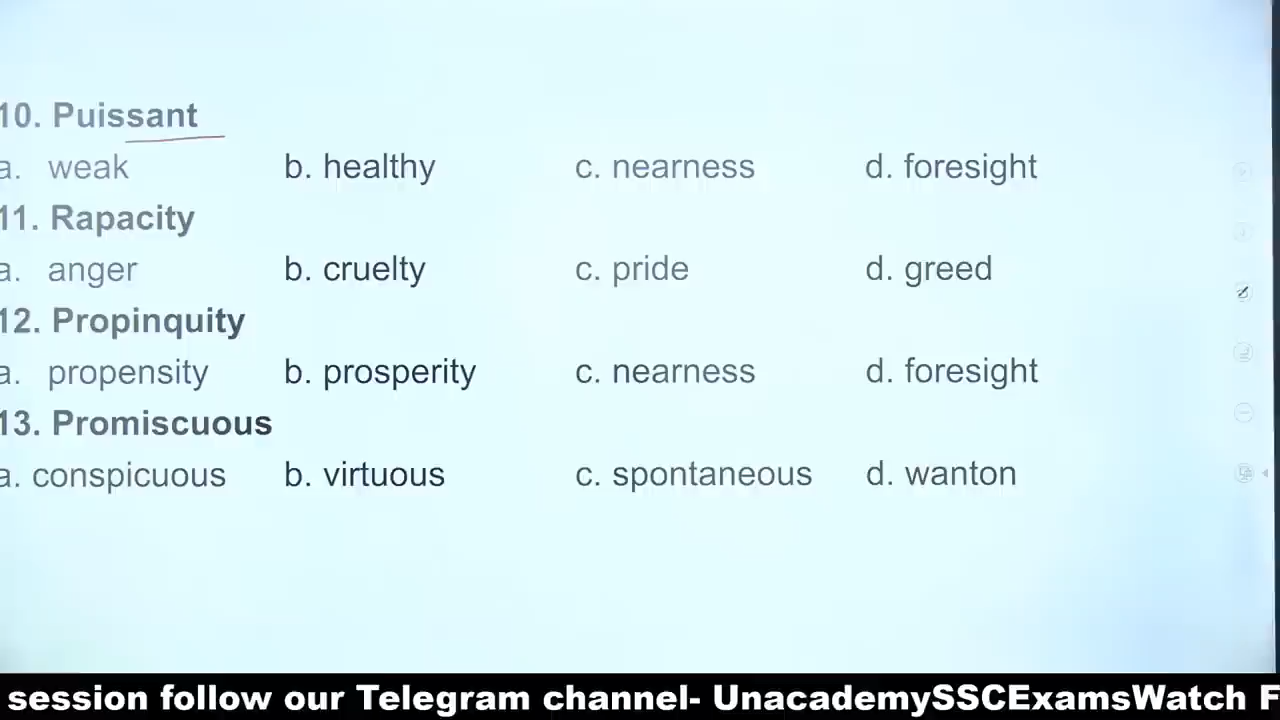 10. Puissant
a. weak b. healthy c. nearness d. foresight
11. Rapacity
a. anger b. cruelty c. pride d. greed
12. Propinquity
a. propensity b. prosperity c. nearness d. foresight
13. Promiscuous
a. conspicuous b. virtuous c. spontaneous d. wanton
session follow our Telegram channel- UnacademySSCExamsWatch F